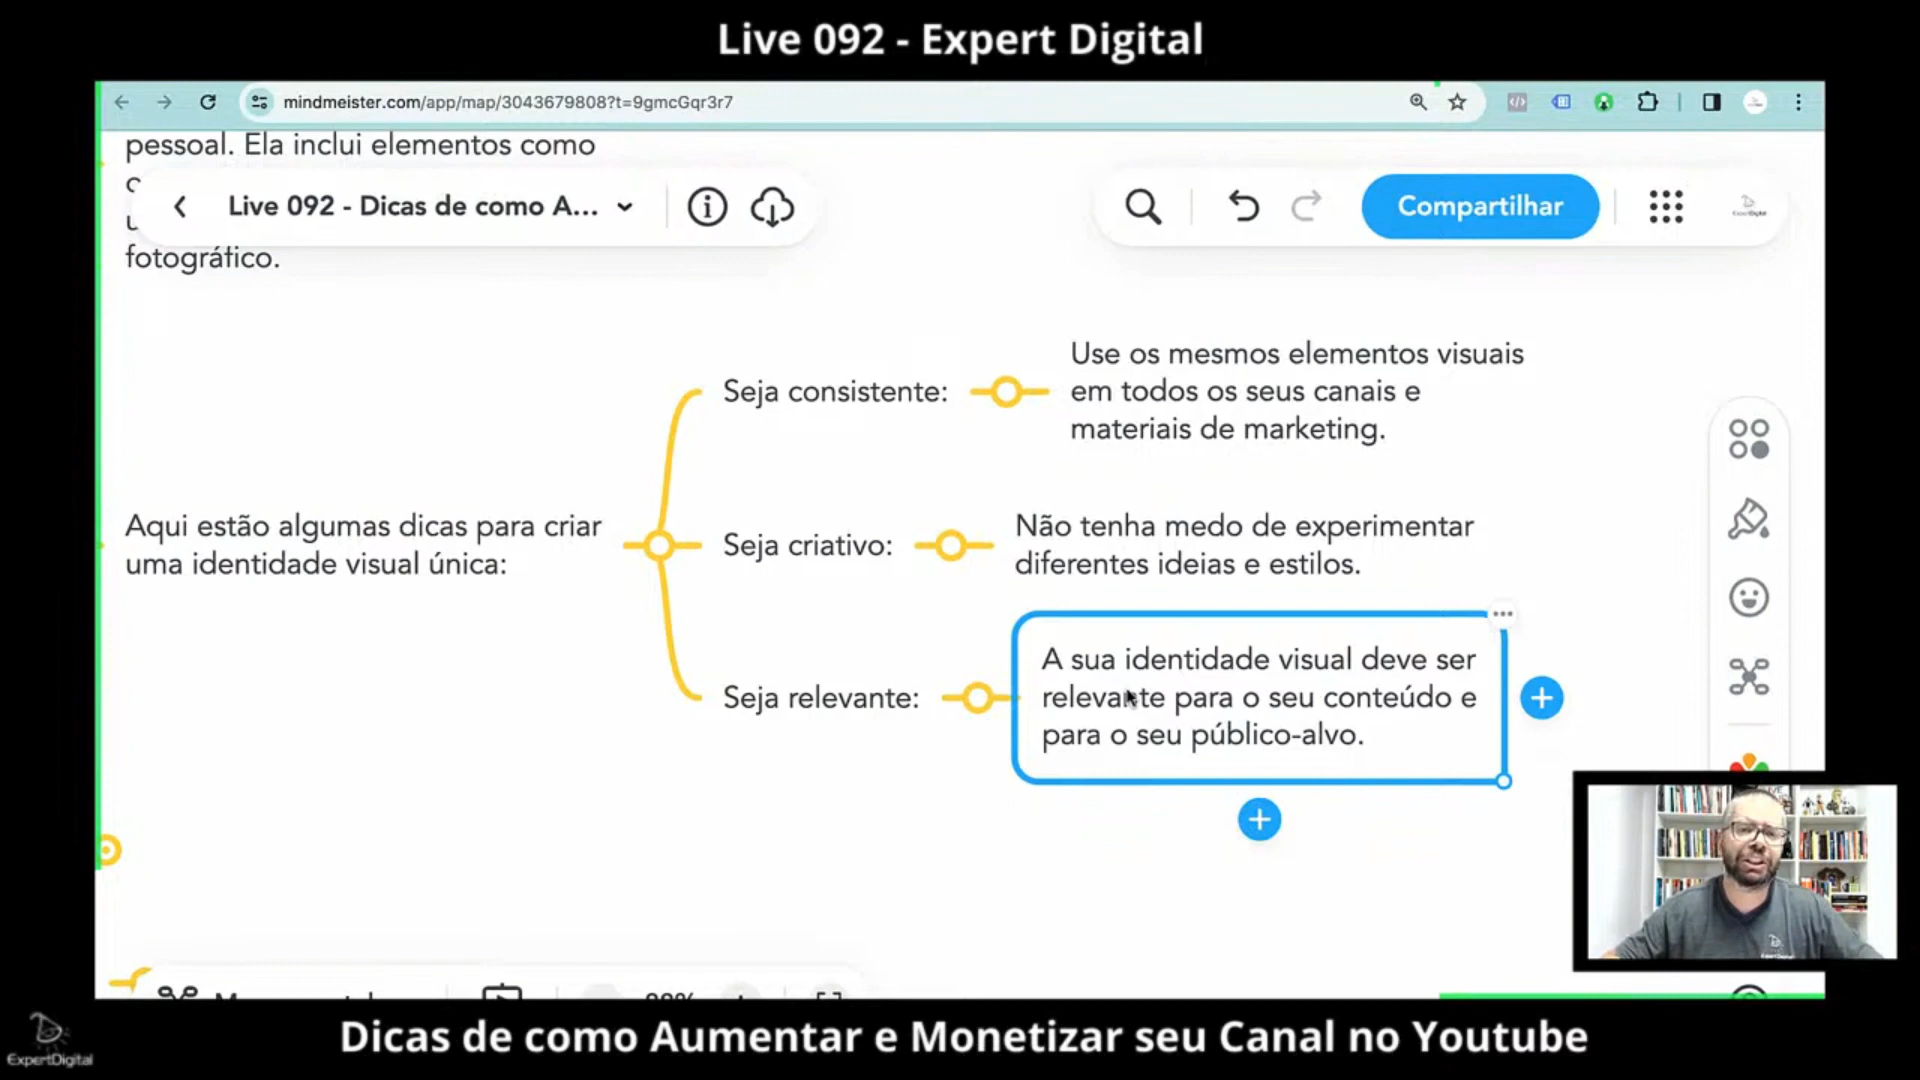 Live 092 - Expert Digital
mindmeister.com/app/map/3043679808?t=9gmcGqr3r7
pessoal. Ela inclui elementos como
fotográfico.
Live 092 - Dicas de como A...
Compartilhar
Use os mesmos elementos visuais
em todos os seus canais e
materiais de marketing.
Seja consistente:
Aqui estão algumas dicas para criar
uma identidade visual única:
Seja criativo:
Não tenha medo de experimentar
diferentes ideias e estilos.
Seja relevante:
A sua identidade visual deve ser
relevante para o seu conteúdo e
para o seu público-alvo.
Dicas de como Aumentar e Monetizar seu Canal no Youtube
ExpertDigital